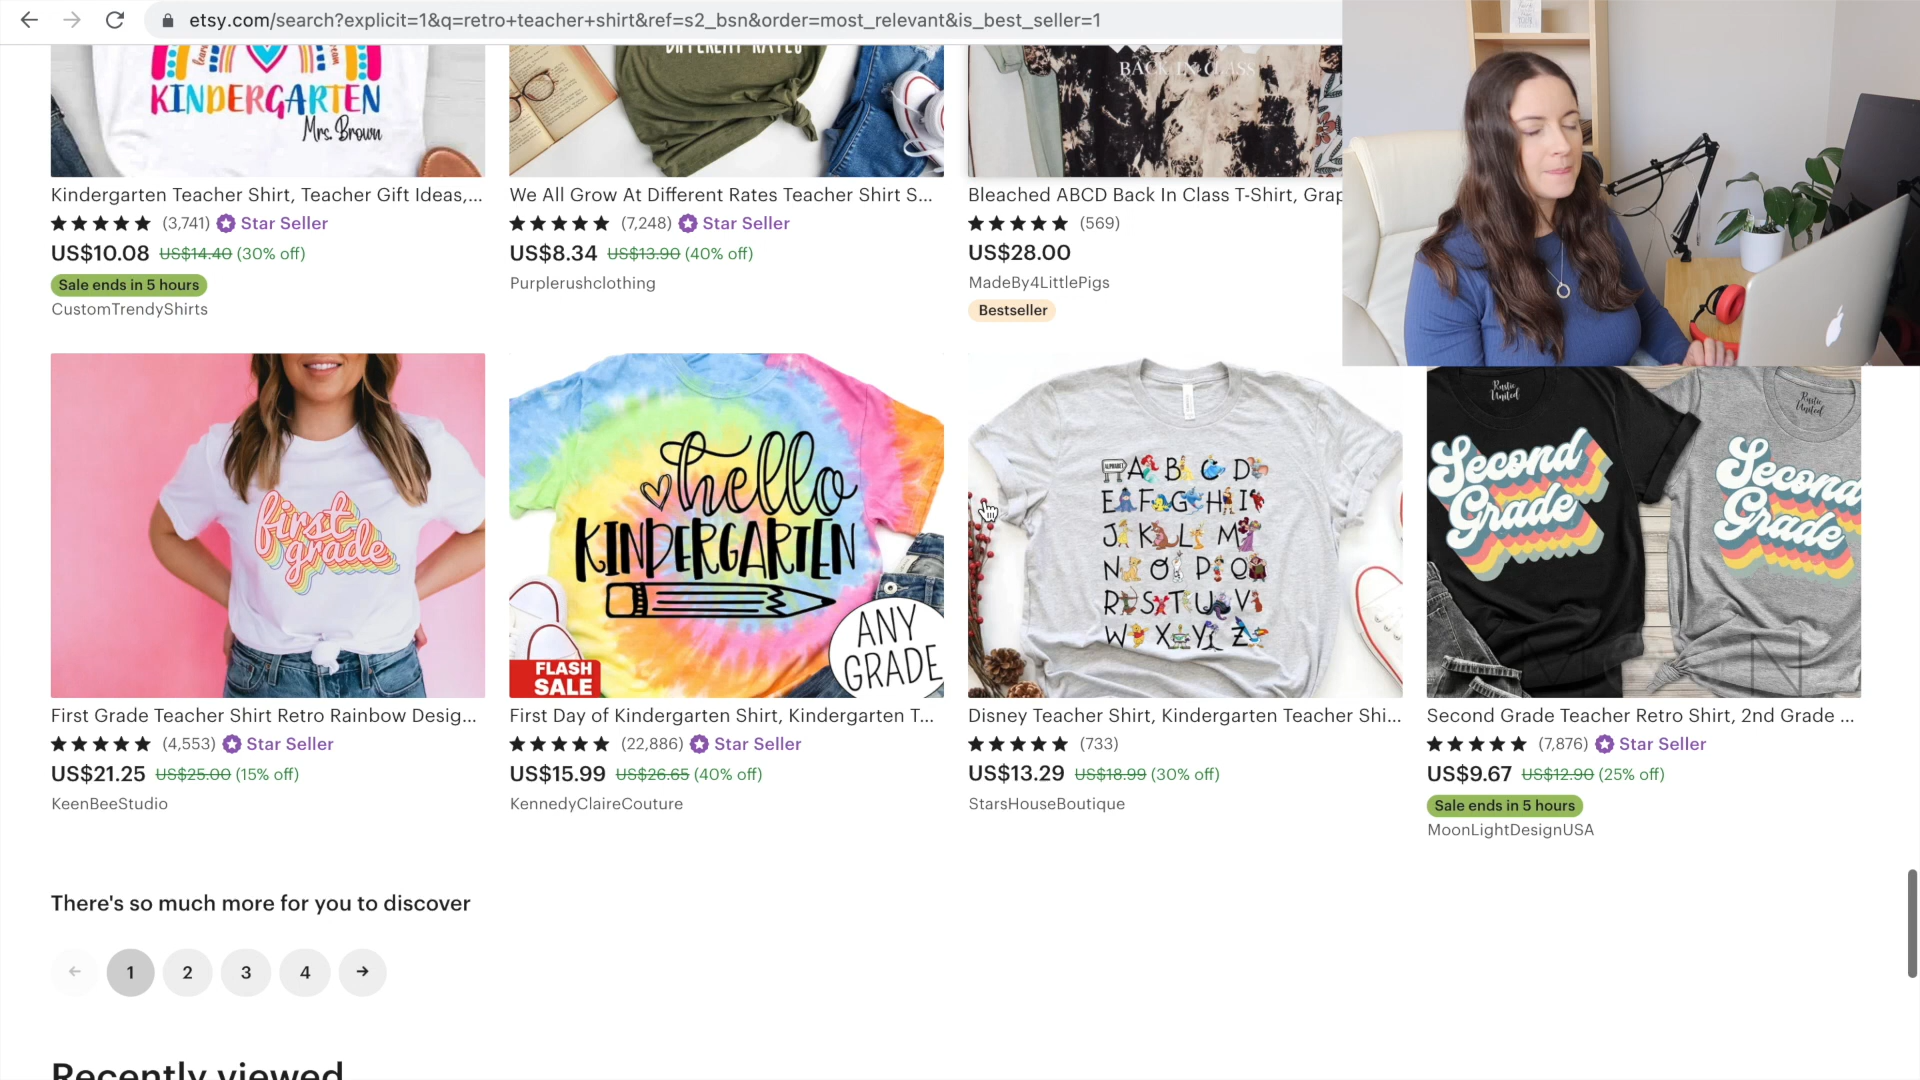 etsy.com/search?explicit=1&q=retro+teacher+shirt&ref=s2_bsn&order=most_relevant&is_best_seller=1
KINDERGARTEN
Mrs. Brown
DIFFERENT RATES
BACK IN CLASS
Kindergarten Teacher Shirt, Teacher Gift Ideas,...
(3,741) Star Seller
US$10.08 US$14.40 (30% off)
Sale ends in 5 hours
CustomTrendyShirts
We All Grow At Different Rates Teacher Shirt S...
(7,248) Star Seller
US$8.34 US$13.90 (40% off)
Purplerushclothing
Bleached ABCD Back In Class T-Shirt, Grap
(569)
US$28.00
MadeBy4LittlePigs
Bestseller
first
grade
hello
KINDERGARTEN
ANY
GRADE
FLASH
SALE
ALPHABET A B C D
E F G H I
J K L M
N O P Q
R S T U V
W X Y Z
Rustic
United
Second
Grade
Rustic
United
Second
Grade
First Grade Teacher Shirt Retro Rainbow Desig...
(4,553) Star Seller
US$21.25 US$25.00 (15% off)
KeenBeeStudio
First Day of Kindergarten Shirt, Kindergarten T...
(22,886) Star Seller
US$15.99 US$26.65 (40% off)
KennedyClaireCouture
Disney Teacher Shirt, Kindergarten Teacher Shi...
(733)
US$13.29 US$18.99 (30% off)
StarsHouseBoutique
Second Grade Teacher Retro Shirt, 2nd Grade ...
(7,876) Star Seller
US$9.67 US$12.90 (25% off)
Sale ends in 5 hours
MoonLightDesignUSA
There's so much more for you to discover
1 2 3 4
Recently viewed